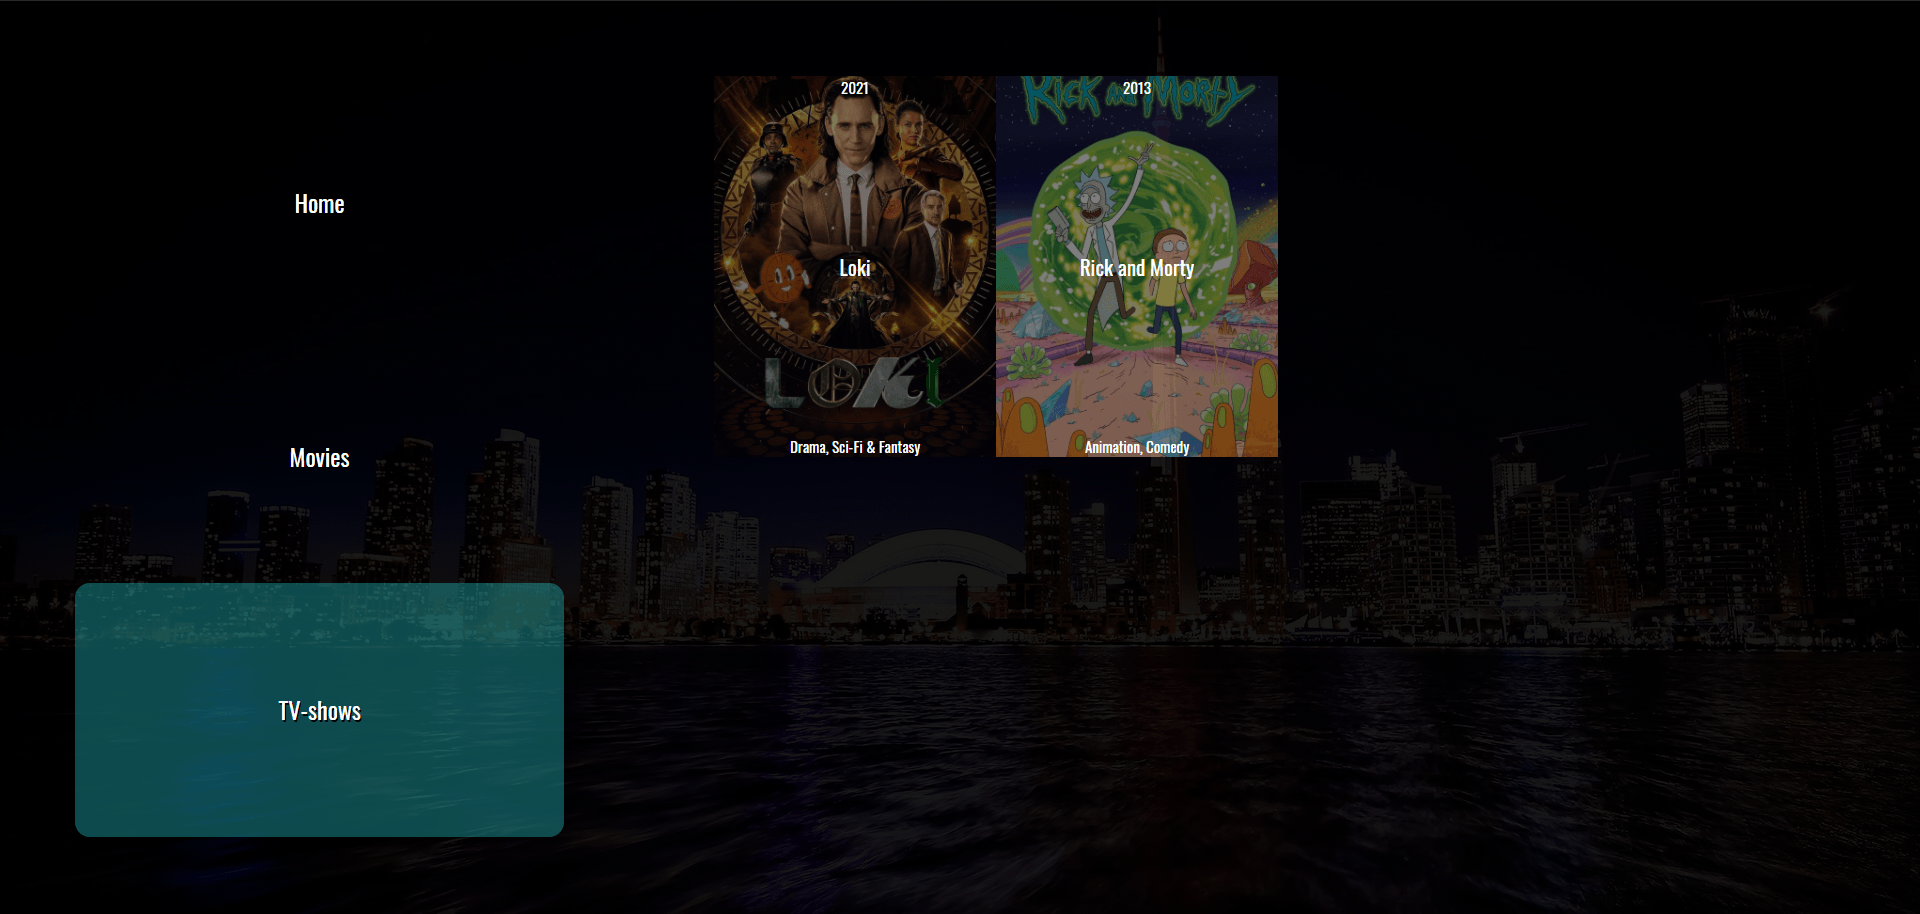 Home
Movies
TV-shows
2021
Loki
LOKI
Drama, Sci-Fi & Fantasy
RICK AND MORTY
2013
Rick and Morty
Animation, Comedy